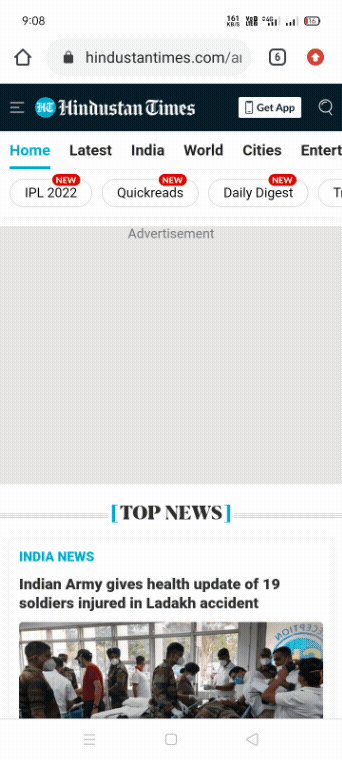 9:08
161 KB/S
4G
16
hindustantimes.com/ar
6
HT Hindustan Times
Get App
Home Latest India World Cities Entert
NEW NEW NEW
IPL 2022 Quickreads Daily Digest Tr
Advertisement
[TOP NEWS]
INDIA NEWS
Indian Army gives health update of 19
soldiers injured in Ladakh accident